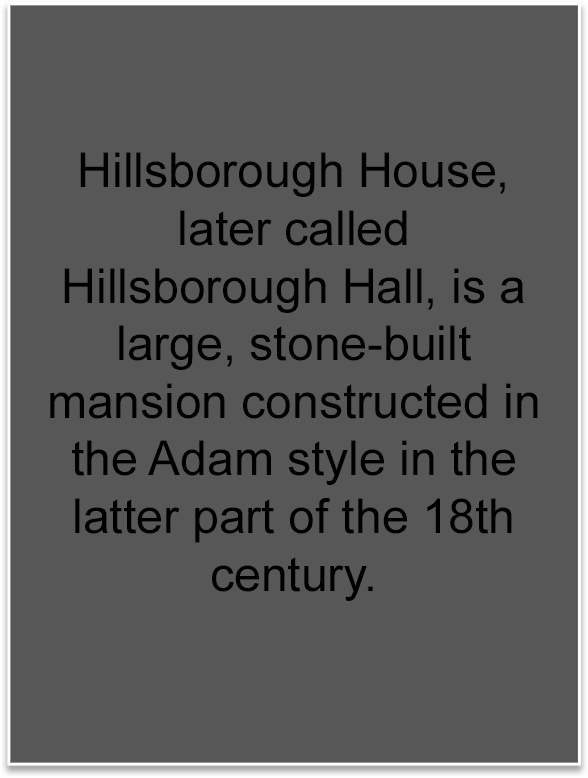 Hillsborough House,
later called
Hillsborough Hall, is a
large, stone-built
mansion constructed in
the Adam style in the
latter part of the 18th
century.